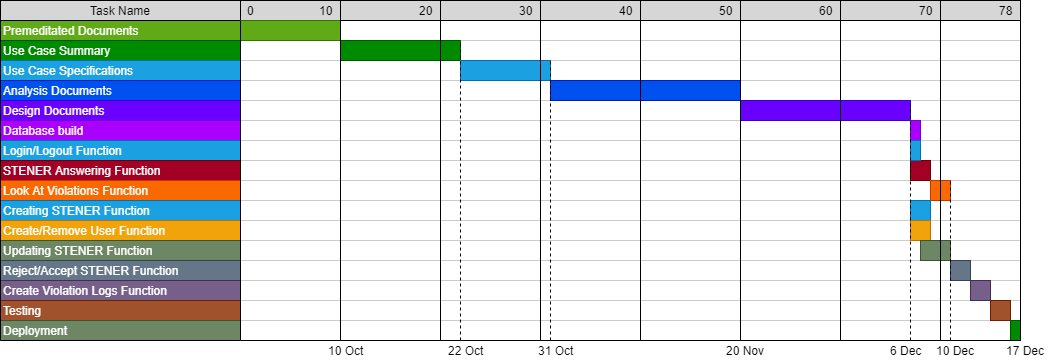 Task Name 0 10 20 30 40 50 60 70 78
Premeditated Documents
Use Case Summary
Use Case Specifications
Analysis Documents
Design Documents
Database build
Login/Logout Function
STENER Answering Function
Look At Violations Function
Creating STENER Function
Create/Remove User Function
Updating STENER Function
Reject/Accept STENER Function
Create Violation Logs Function
Testing
Deployment
10 Oct 22 Oct 31 Oct 20 Nov 6 Dec 10 Dec 17 Dec